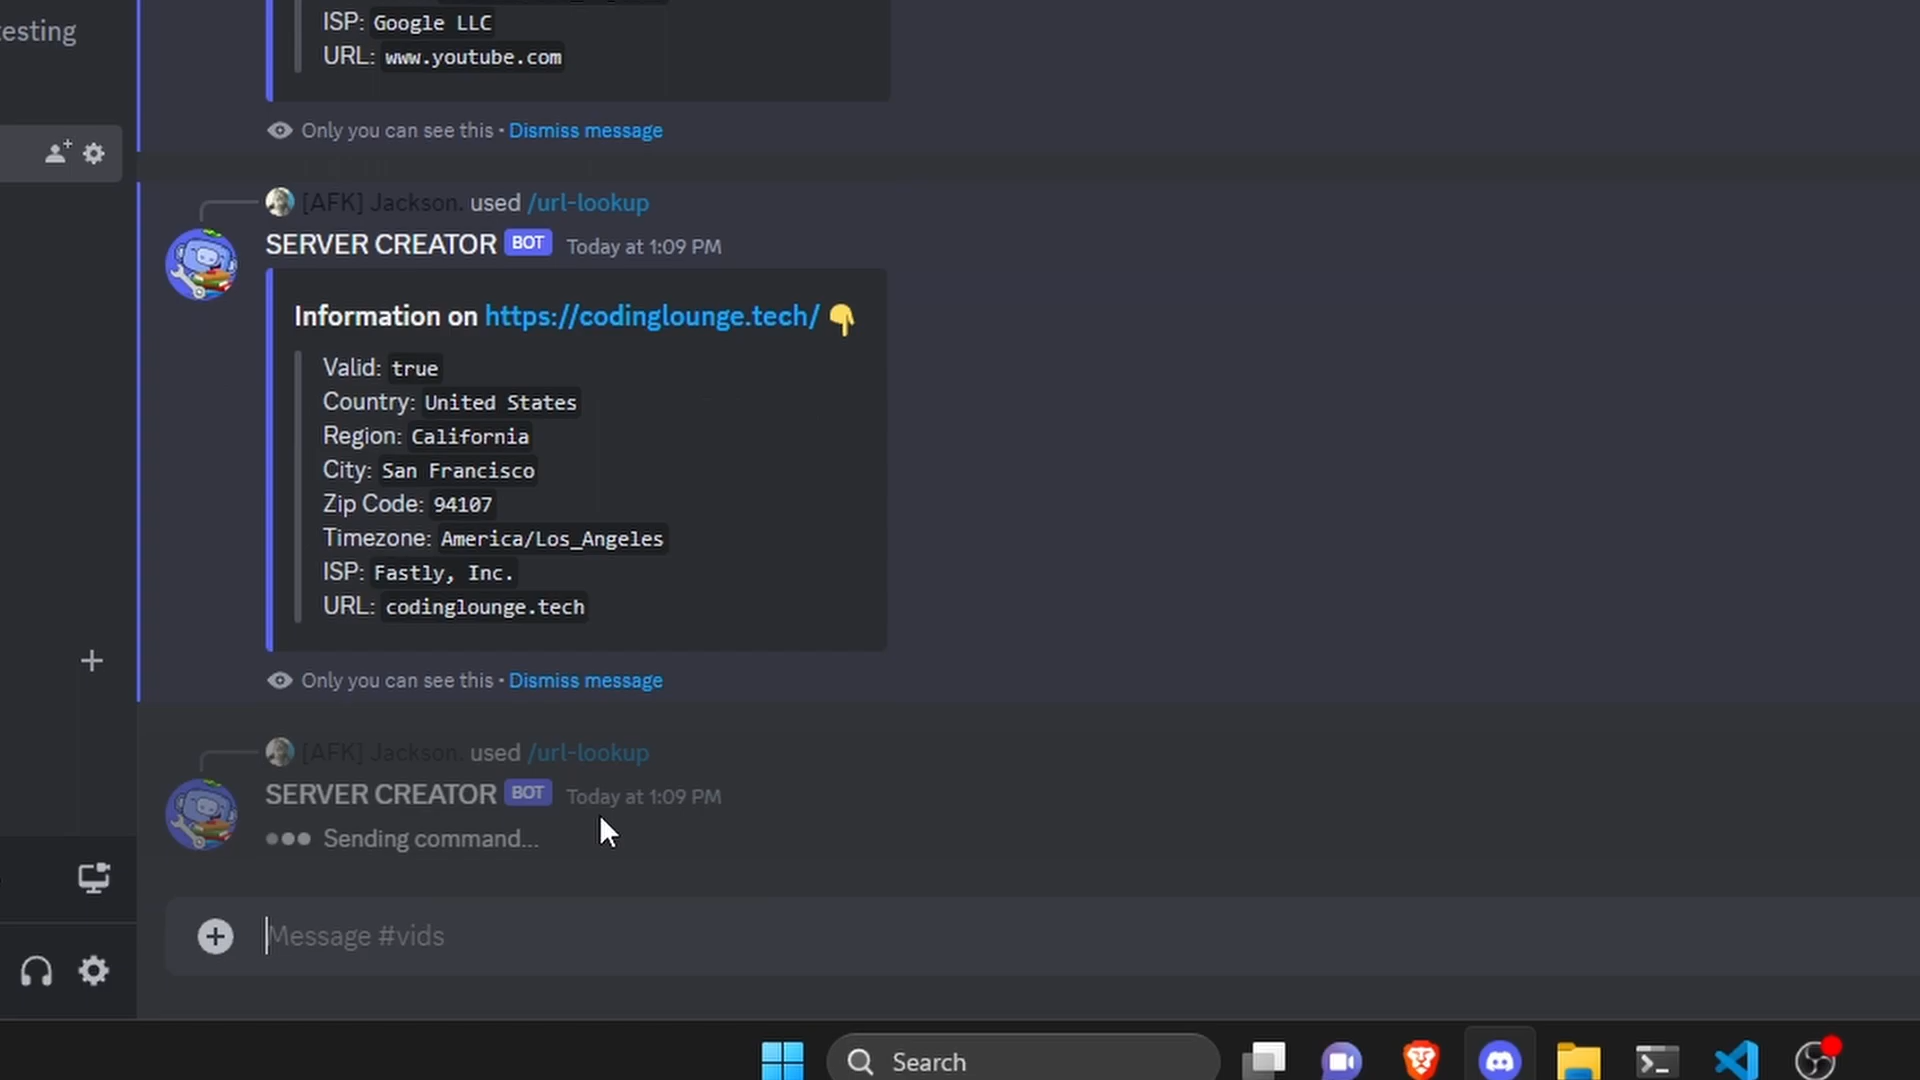 esting
ISP: Google LLC
URL: www.youtube.com
Only you can see this • Dismiss message
[AFK] Jackson. used /url-lookup
SERVER CREATOR BOT Today at 1:09 PM
Information on https://codinglounge.tech/
Valid: true
Country: United States
Region: California
City: San Francisco
Zip Code: 94107
Timezone: America/Los_Angeles
ISP: Fastly, Inc.
URL: codinglounge.tech
Only you can see this • Dismiss message
[AFK] Jackson. used /url-lookup
SERVER CREATOR BOT Today at 1:09 PM
Sending command...
Message #vids
Search